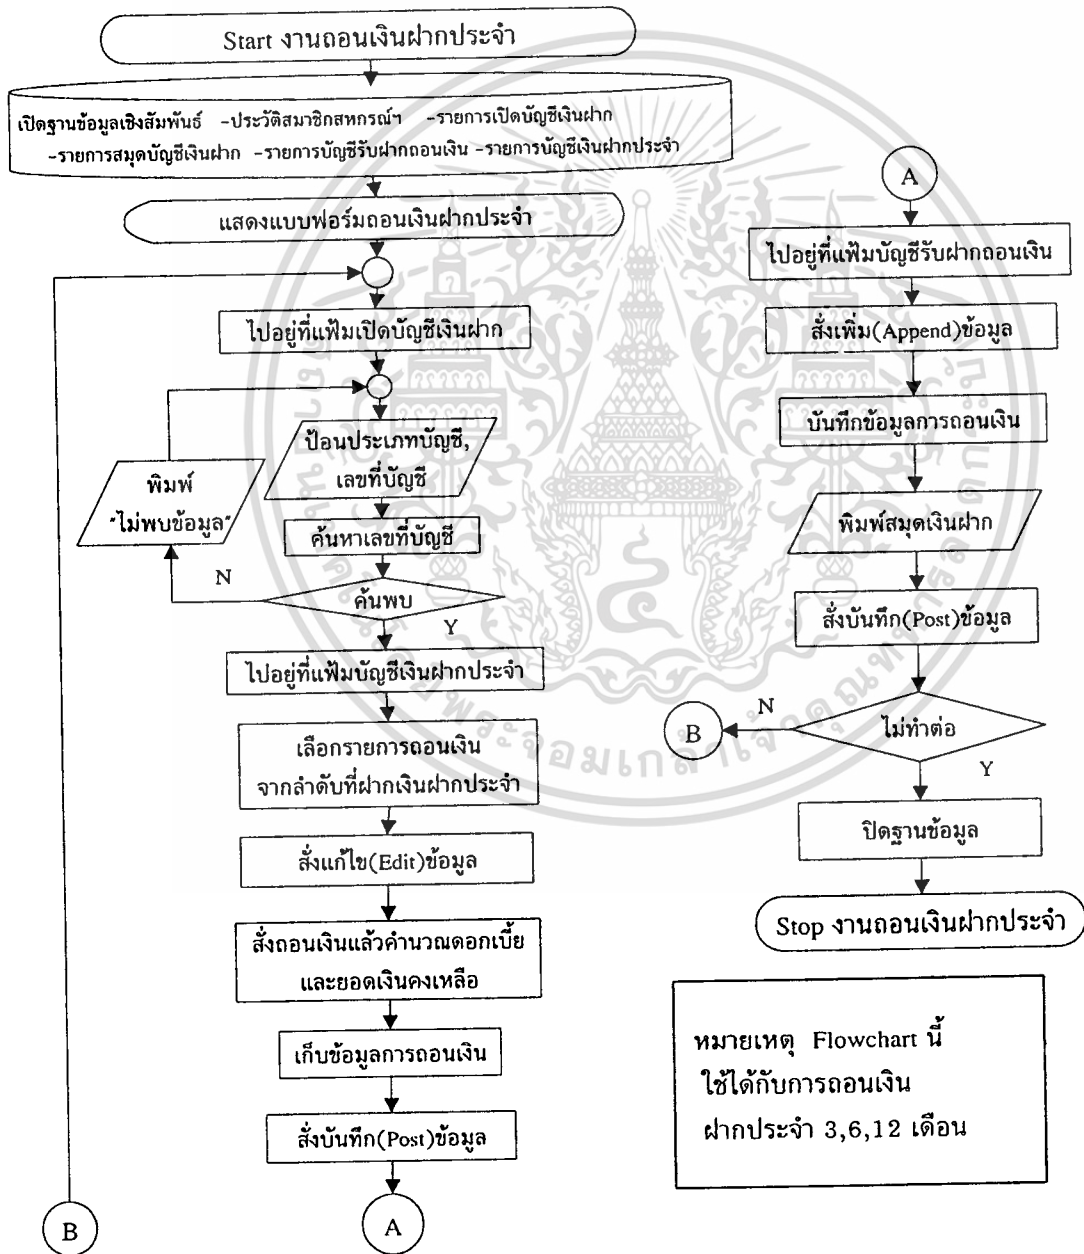 Start งานถอนเงินฝากประจำ
เปิดฐานข้อมูลเชิงสัมพันธ์ -ประวัติสมาชิกสหกรณ์ฯ -รายการเปิดบัญชีเงินฝาก
-รายการสมุดบัญชีเงินฝาก -รายการบัญชีรับฝากถอนเงิน -รายการบัญชีเงินฝากประจำ
แสดงแบบฟอร์มถอนเงินฝากประจำ
ไปอยู่ที่แฟ้มเปิดบัญชีเงินฝาก
ป้อนประเภทบัญชี,
เลขที่บัญชี
พิมพ์
"ไม่พบข้อมูล"
ค้นหาเลขที่บัญชี
N
ค้นพบ
Y
ไปอยู่ที่แฟ้มบัญชีเงินฝากประจำ
เลือกรายการถอนเงิน
จากลำดับที่ฝากเงินฝากประจำ
สั่งแก้ไข(Edit)ข้อมูล
สั่งถอนเงินแล้วคำนวณดอกเบี้ย
และยอดเงินคงเหลือ
เก็บข้อมูลการถอนเงิน
สั่งบันทึก(Post)ข้อมูล
B
A
A
ไปอยู่ที่แฟ้มบัญชีรับฝากถอนเงิน
สั่งเพิ่ม(Append)ข้อมูล
บันทึกข้อมูลการถอนเงิน
พิมพ์สมุดเงินฝาก
สั่งบันทึก(Post)ข้อมูล
B
N
ไม่ทำต่อ
Y
ปิดฐานข้อมูล
Stop งานถอนเงินฝากประจำ
หมายเหตุ Flowchart นี้
ใช้ได้กับการถอนเงิน
ฝากประจำ 3,6,12 เดือน